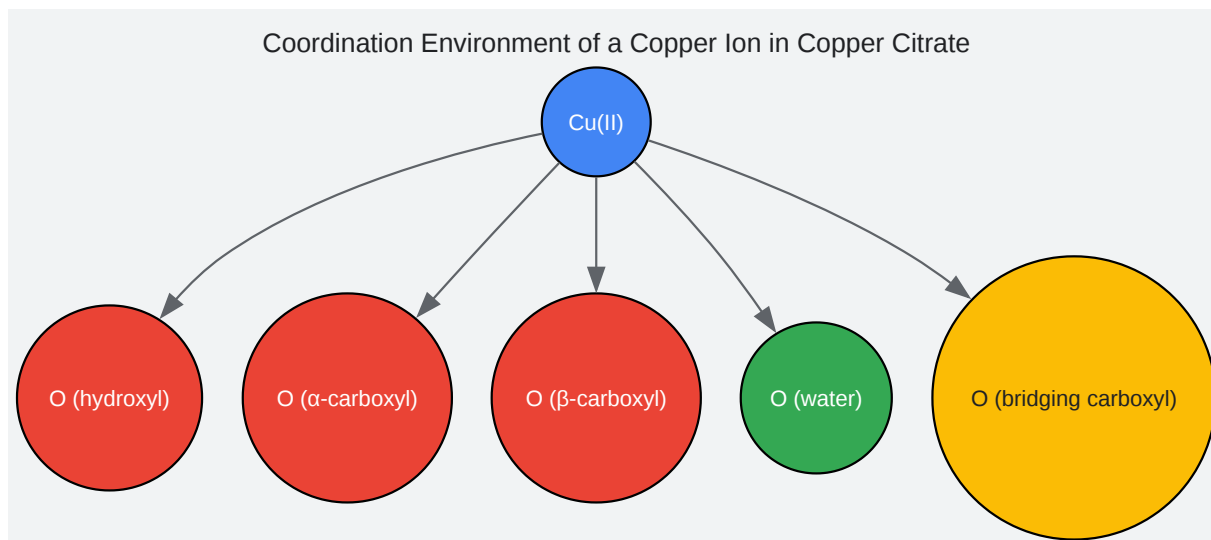 Coordination Environment of a Copper Ion in Copper Citrate
Cu(II)
O (hydroxyl)
O (α-carboxyl)
O (β-carboxyl)
O (water)
O (bridging carboxyl)